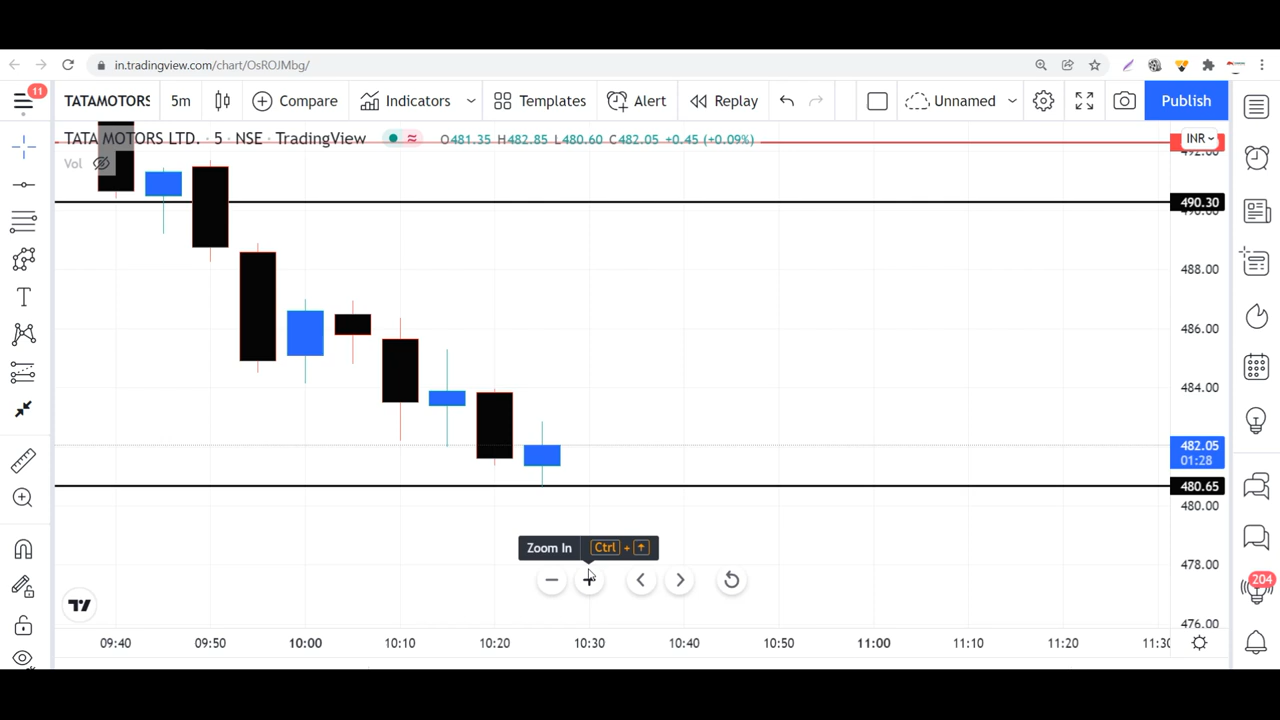 in.tradingview.com/chart/OsROJMbg/
11
TATAMOTORS 5m Compare Indicators Templates Alert Replay Unnamed Publish
TATA MOTORS LTD. · 5 · NSE · TradingView ≈ O481.35 H482.85 L480.60 C482.05 +0.45 (+0.09%)
INR
Vol
492.00
490.30
490.00
488.00
486.00
484.00
482.05
01:28
480.65
480.00
Zoom In Ctrl + ↑
478.00
204
476.00
09:40 09:50 10:00 10:10 10:20 10:30 10:40 10:50 11:00 11:10 11:20 11:30